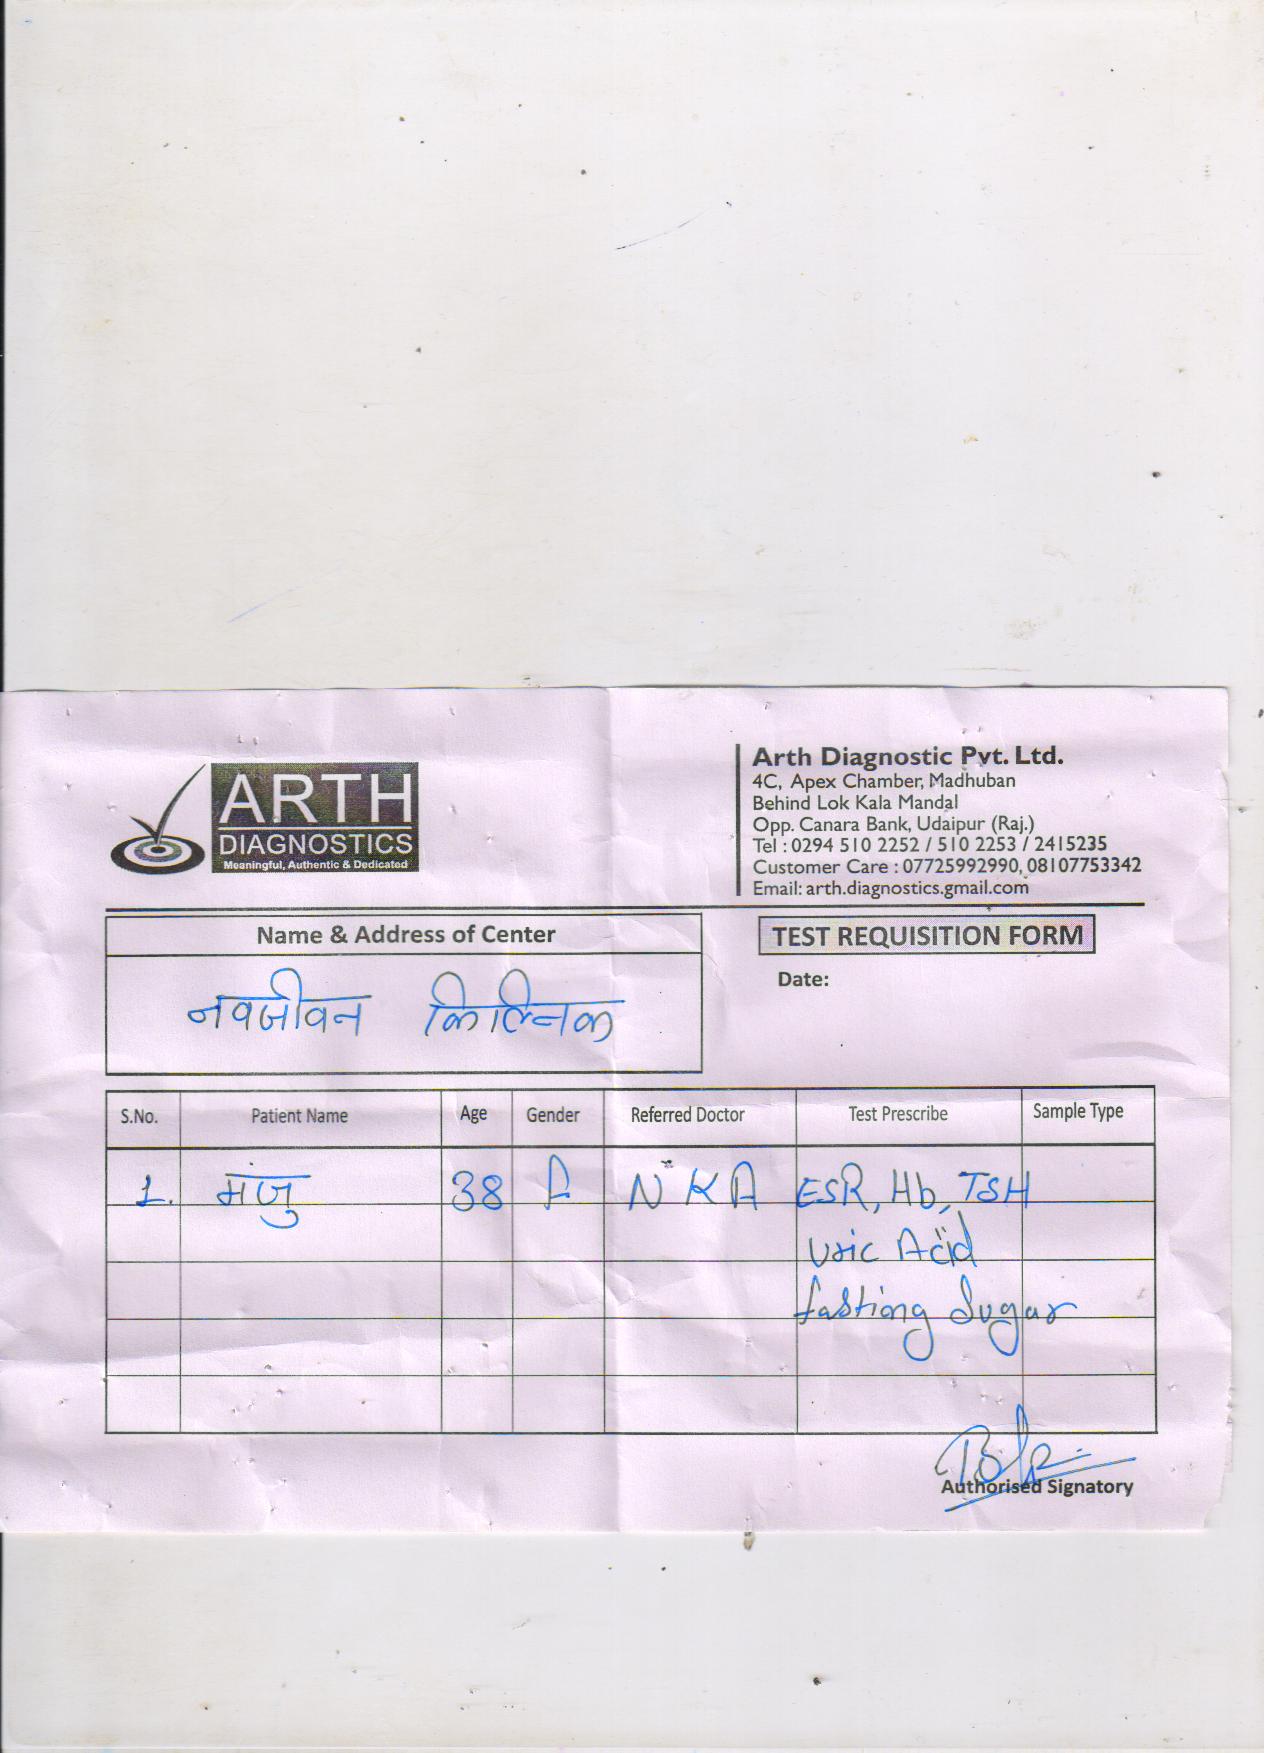 ARTH
DIAGNOSTICS
Meaningful, Authentic & Dedicated
Arth Diagnostic Pvt. Ltd.
4C, Apex Chamber, Madhuban
Behind Lok Kala Mandal
Opp. Canara Bank, Udaipur (Raj.)
Tel : 0294 510 2252 / 510 2253 / 2415235
Customer Care : 07725992990, 08107753342
Email: arth.diagnostics.gmail.com
Name & Address of Center
नवजीवन क्लिनिक
TEST REQUISITION FORM
Date:
S.No. Patient Name Age Gender Referred Doctor Test Prescribe Sample Type
1. मंजु 38 F N K A ESR, Hb, TSH
Uric Acid
fasting Sugar
Authorised Signatory